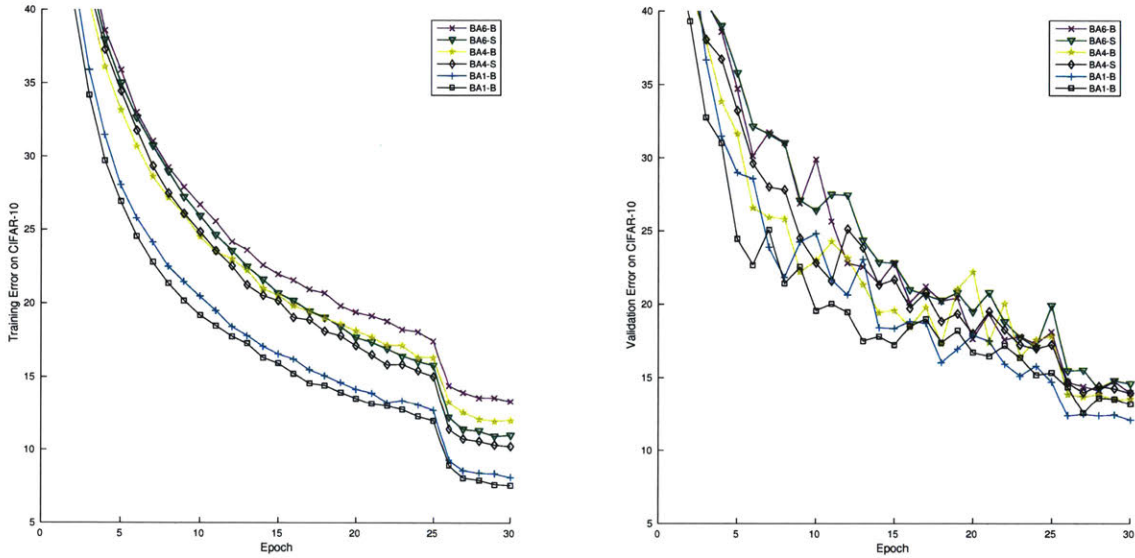 40
35
30
25
20
15
10
5
0
5
10
15
20
25
30
Epoch
Training Error on CIFAR-10
BA6-B
BA6-S
BA4-B
BA4-S
BA1-B
BA1-B
40
35
30
25
20
15
10
5
0
5
10
15
20
25
30
Epoch
Validation Error on CIFAR-10
BA6-B
BA6-S
BA4-B
BA4-S
BA1-B
BA1-B